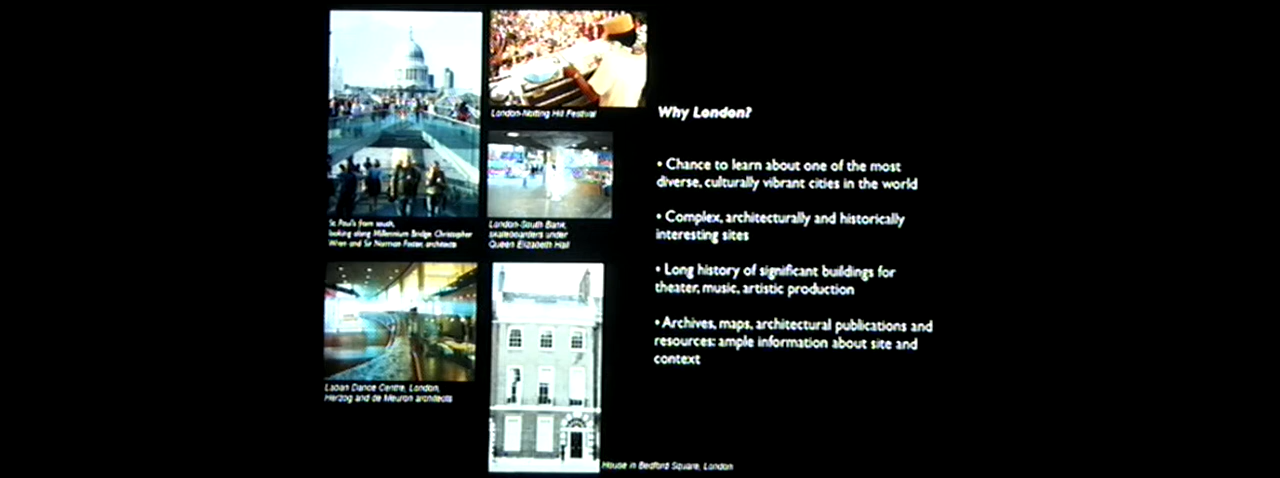 London-Notting Hill Festival
St. Paul's from south,
looking along Millennium Bridge. Christopher
Wren and Sir Norman Foster, architects
London-South Bank,
skateboarders under
Queen Elizabeth Hall
Laban Dance Centre, London,
Herzog and de Meuron architects
House in Bedford Square, London
Why London?
• Chance to learn about one of the most
diverse, culturally vibrant cities in the world
• Complex, architecturally and historically
interesting sites
• Long history of significant buildings for
theater, music, artistic production
• Archives, maps, architectural publications and
resources: ample information about site and
context